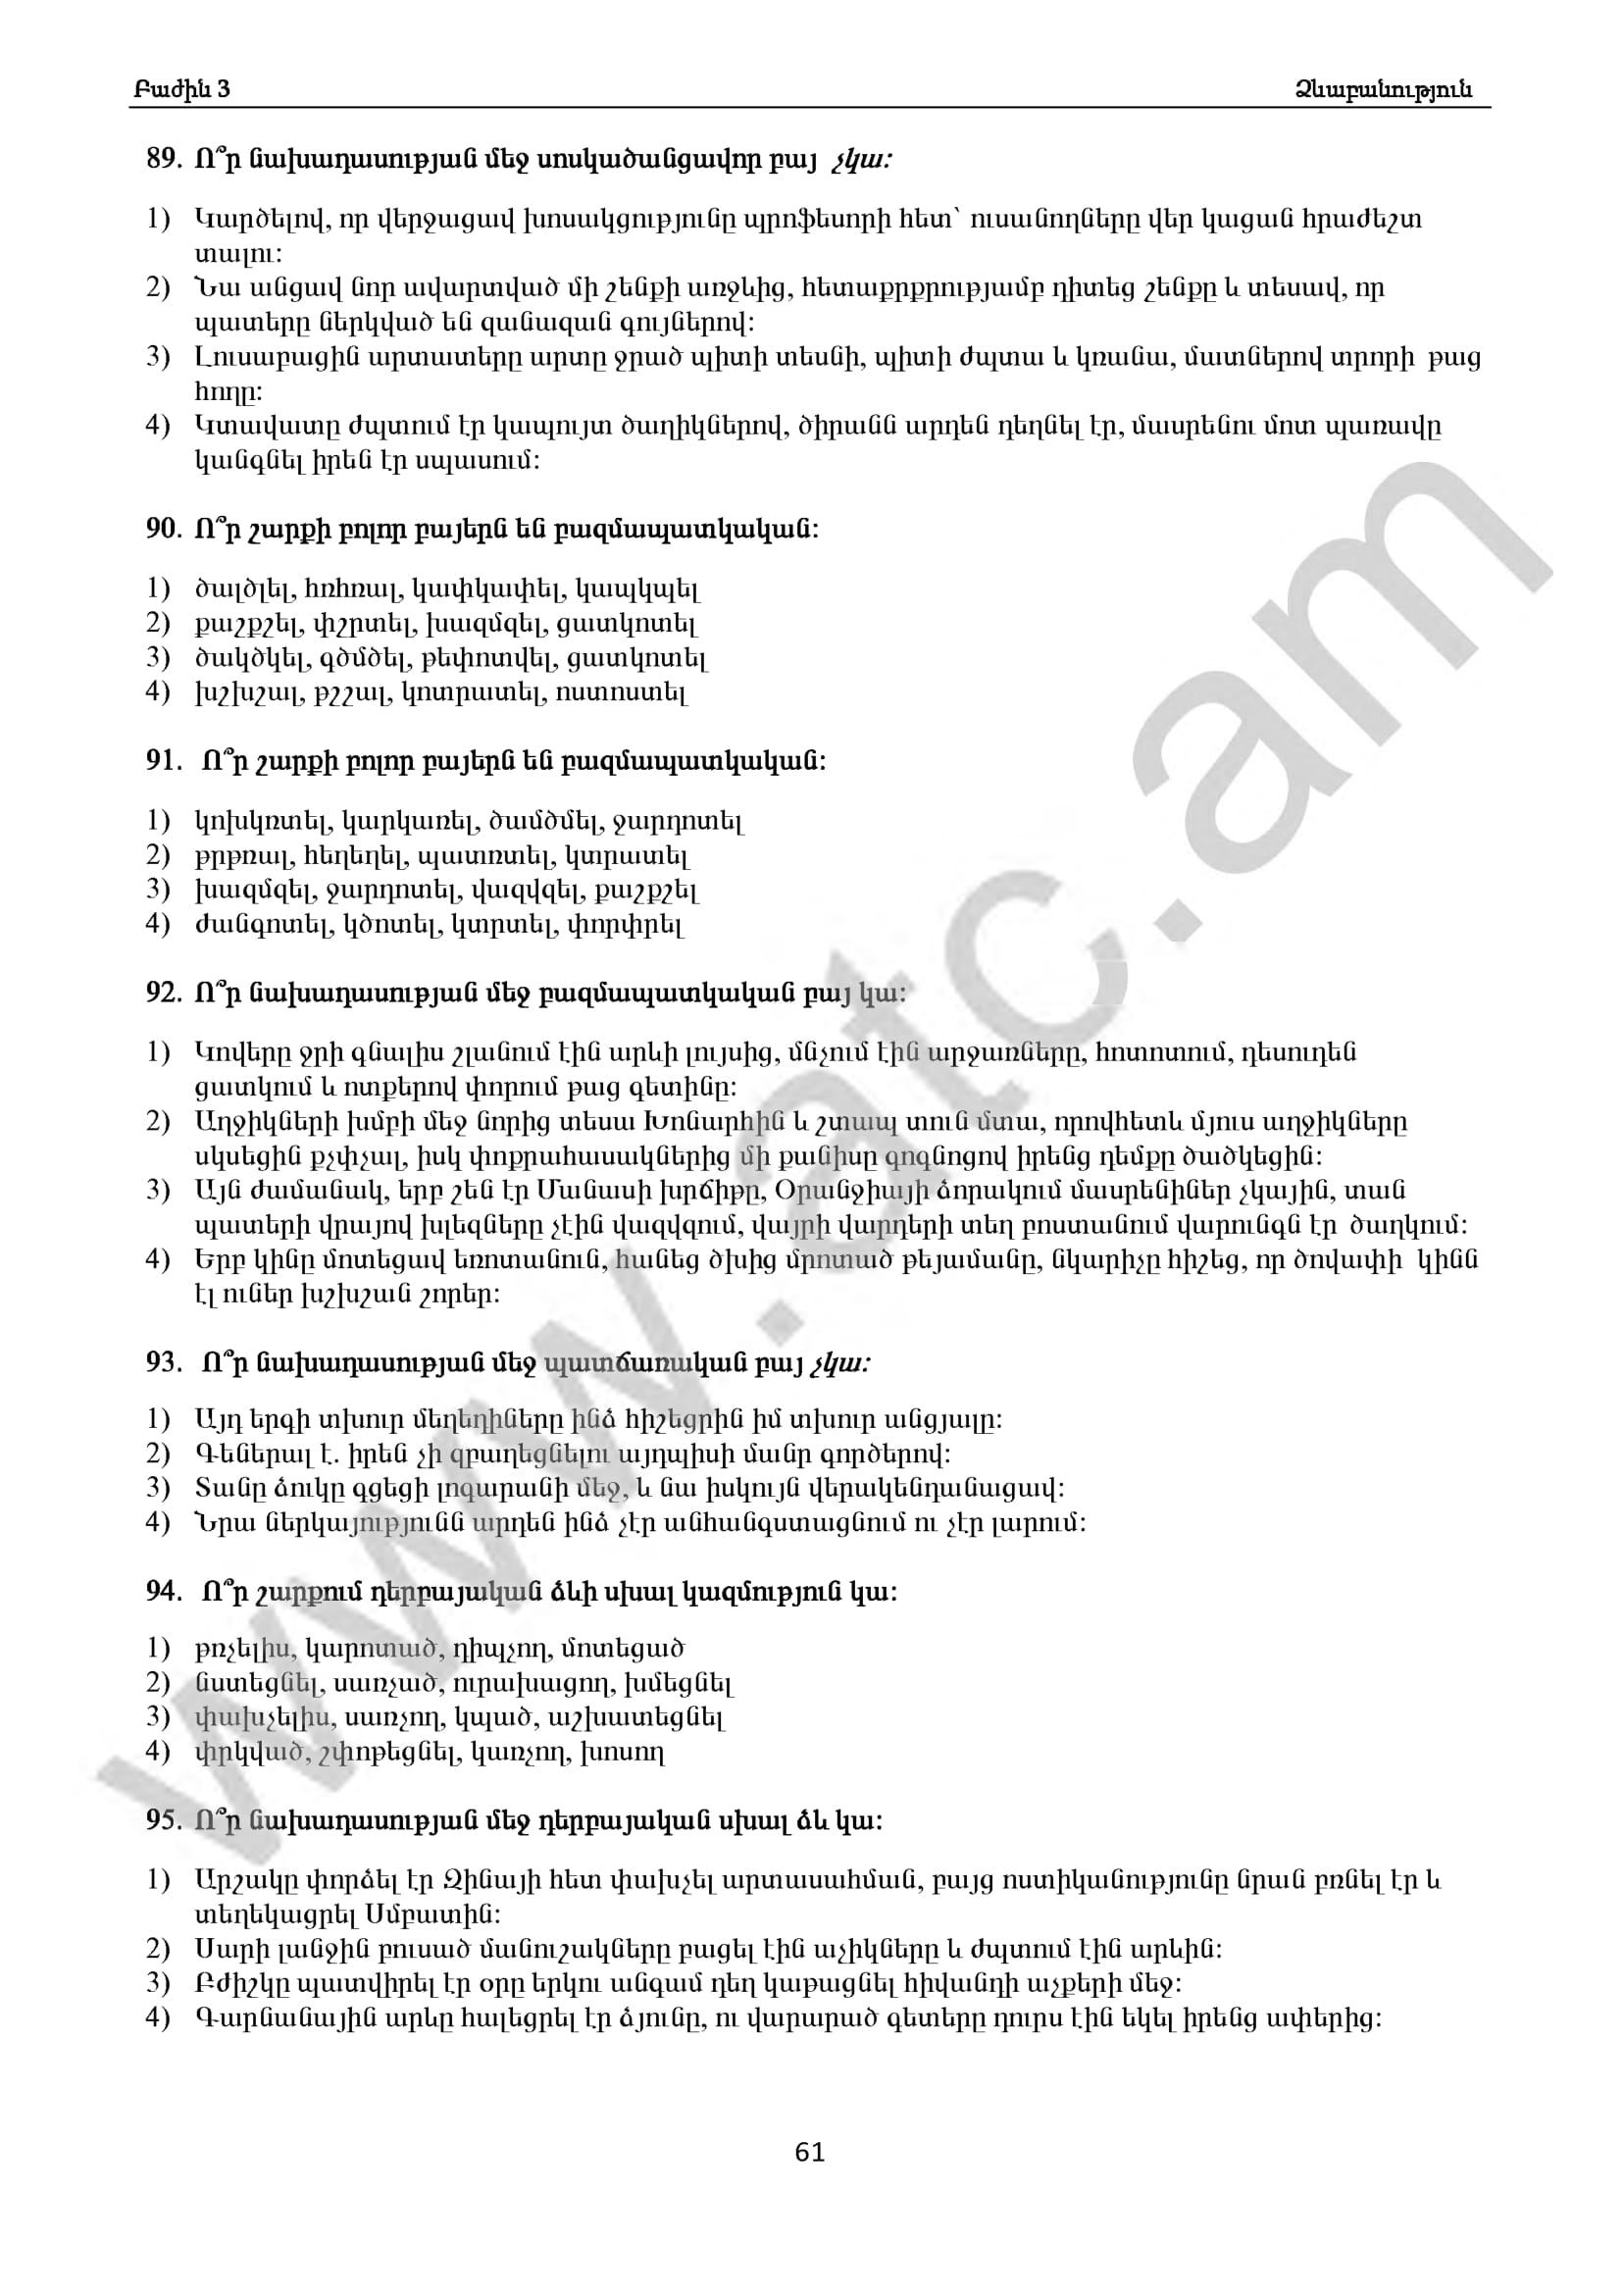 Բաժին 3 Ձևաբանություն
89. Ո՞ր նախադասության մեջ սոսկածանցավոր բայ չկա:
1) Կարծելով, որ վերջացավ խոսակցությունը պրոֆեսորի հետ` ուսանողները վեր կացան հրաժեշտ
տալու:
2) Նա անցավ նոր ավարտված մի շենքի առջևից, հետաքրքրությամբ դիտեց շենքը և տեսավ, որ
պատերը ներկված են զանազան գույներով:
3) Լուսաբացին արտատերը արտը ջրած պիտի տեսնի, պիտի ժպտա և կռանա, մատներով տրորի թաց
հողը:
4) Կտավատը ժպտում էր կապույտ ծաղիկներով, ծիրանն արդեն դեղնել էր, մասրենու մոտ պառավը
կանգնել իրեն էր սպասում:
90. Ո՞ր շարքի բոլոր բայերն են բազմապատկական:
1) ծալծլել, հռհռալ, կափկափել, կապկպել
2) քաշքշել, փշրտել, խազմզել, ցատկոտել
3) ծակծկել, գծմծել, թեփոտվել, ցատկոտել
4) խշխշալ, թշշալ, կոտրատել, ոստոստել
91. Ո՞ր շարքի բոլոր բայերն են բազմապատկական:
1) կոխկռտել, կարկառել, ծամծմել, ջարդոտել
2) թրթռալ, հեղեղել, պատռտել, կտրատել
3) խազմզել, ջարդոտել, վազվզել, քաշքշել
4) ժանգոտել, կծոտել, կտրտել, փորփրել
92. Ո՞ր նախադասության մեջ բազմապատկական բայ կա:
1) Կովերը ջրի գնալիս շլանում էին արևի լույսից, մնչում էին արջառները, հոտոտում, դեսուդեն
ցատկում և ոտքերով փորում թաց գետինը:
2) Աղջիկների խմբի մեջ նորից տեսա Խոնարհին և շտապ տուն մտա, որովհետև մյուս աղջիկները
սկսեցին քչփչալ, իսկ փոքրահասակներից մի քանիսը գոգնոցով իրենց դեմքը ծածկեցին:
3) Այն ժամանակ, երբ շեն էր Մանասի խրճիթը, Օրանջիայի ձորակում մասրենիներ չկային, տան
պատերի վրայով խլեզները չէին վազվզում, վայրի վարդերի տեղ բոստանում վարունգն էր ծաղկում:
4) Երբ կինը մոտեցավ եռոտանուն, հանեց ծխից մրոտած թեյամանը, նկարիչը հիշեց, որ ծովափի կինն
էլ ուներ խշխշան շորեր:
93. Ո՞ր նախադասության մեջ պատճառական բայ չկա:
1) Այդ երգի տխուր մեղեդիները ինձ հիշեցրին իմ տխուր անցյալը:
2) Գեներալ է. իրեն չի զբաղեցնելու այդպիսի մանր գործերով:
3) Տանը ձուկը գցեցի լոգարանի մեջ, և նա իսկույն վերակենդանացավ:
4) Նրա ներկայությունն արդեն ինձ չէր անհանգստացնում ու չէր լարում:
94. Ո՞ր շարքում դերբայական ձևի սխալ կազմություն կա:
1) թռչելիս, կարոտած, դիպչող, մոտեցած
2) նստեցնել, սառչած, ուրախացող, խմեցնել
3) փախչելիս, սառչող, կպած, աշխատեցնել
4) փրկված, շփոթեցնել, կառչող, խոսող
95. Ո՞ր նախադասության մեջ դերբայական սխալ ձև կա:
1) Արշակը փորձել էր Զինայի հետ փախչել արտասահման, բայց ոստիկանությունը նրան բռնել էր և
տեղեկացրել Սմբատին:
2) Սարի լանջին բուսած մանուշակները բացել էին աչիկները և ժպտում էին արևին:
3) Բժիշկը պատվիրել էր օրը երկու անգամ դեղ կաթացնել հիվանդի աչքերի մեջ:
4) Գարնանային արևը հալեցրել էր ձյունը, ու վարարած գետերը դուրս էին եկել իրենց ափերից:
www.atc.am
61